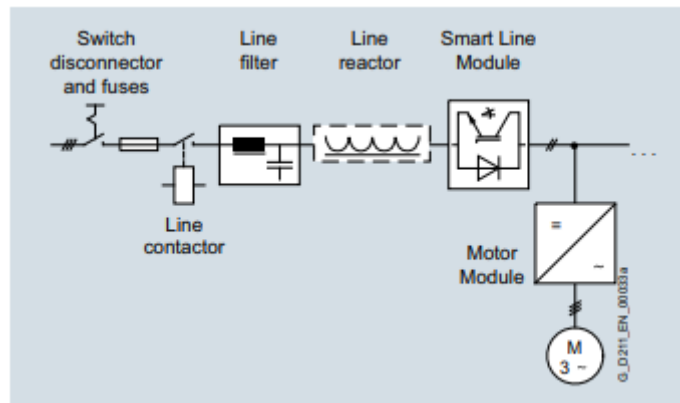 Switch
disconnector
and fuses
Line
filter
Line
reactor
Smart Line
Module
Line
contactor
Motor
Module
=
~
M
3 ~
G_D211_EN_00033a